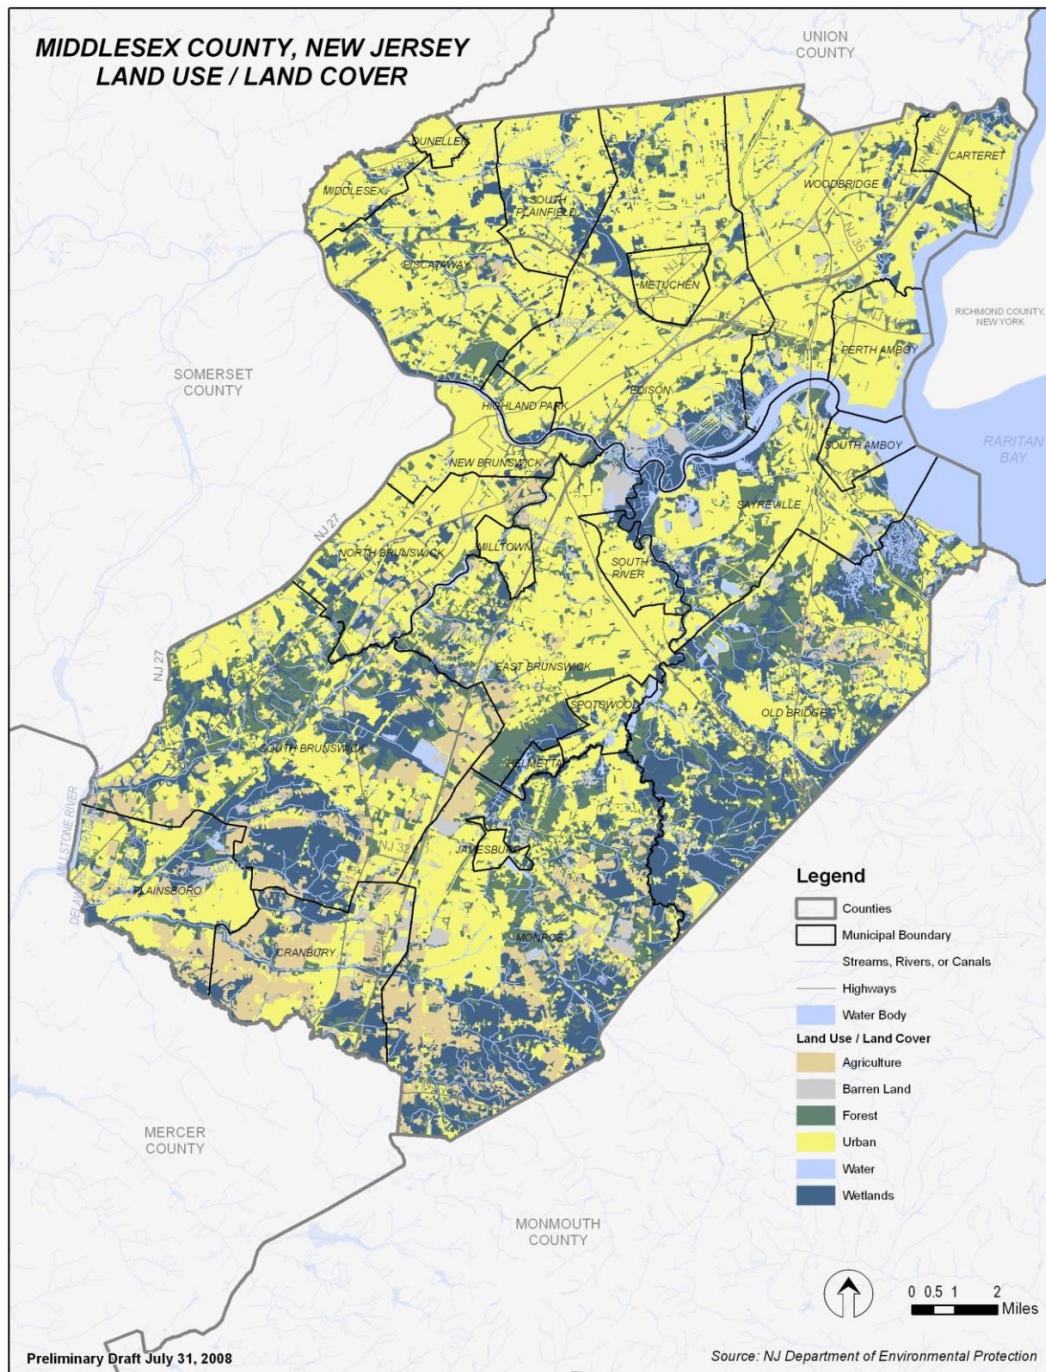 MIDDLESEX COUNTY, NEW JERSEY
LAND USE / LAND COVER
UNION
COUNTY
DUNELLEN
CARTERET
MIDDLESEX
WOODBRIDGE
SOUTH
PLAINFIELD
NJ 35
PISCATAWAY
METUCHEN
RICHMOND COUNTY,
NEW YORK
PERTH AMBOY
SOMERSET
COUNTY
EDISON
HIGHLAND PARK
SOUTH AMBOY
RARITAN
BAY
NEW BRUNSWICK
SAYREVILLE
NJ 27
NORTH BRUNSWICK
MILLTOWN
SOUTH
RIVER
NJ 27
EAST BRUNSWICK
SPOTSWOOD
OLD BRIDGE
SOUTH BRUNSWICK
HELMETTA
MILLSTONE RIVER
NJ 32
JAMESBURG
PLAINSBORO
MONROE
CRANBURY
Legend
Counties
Municipal Boundary
Streams, Rivers, or Canals
Highways
Water Body
Land Use / Land Cover
Agriculture
Barren Land
Forest
Urban
Water
Wetlands
MERCER
COUNTY
MONMOUTH
COUNTY
0 0.5 1 2
Miles
Preliminary Draft July 31, 2008
Source: NJ Department of Environmental Protection